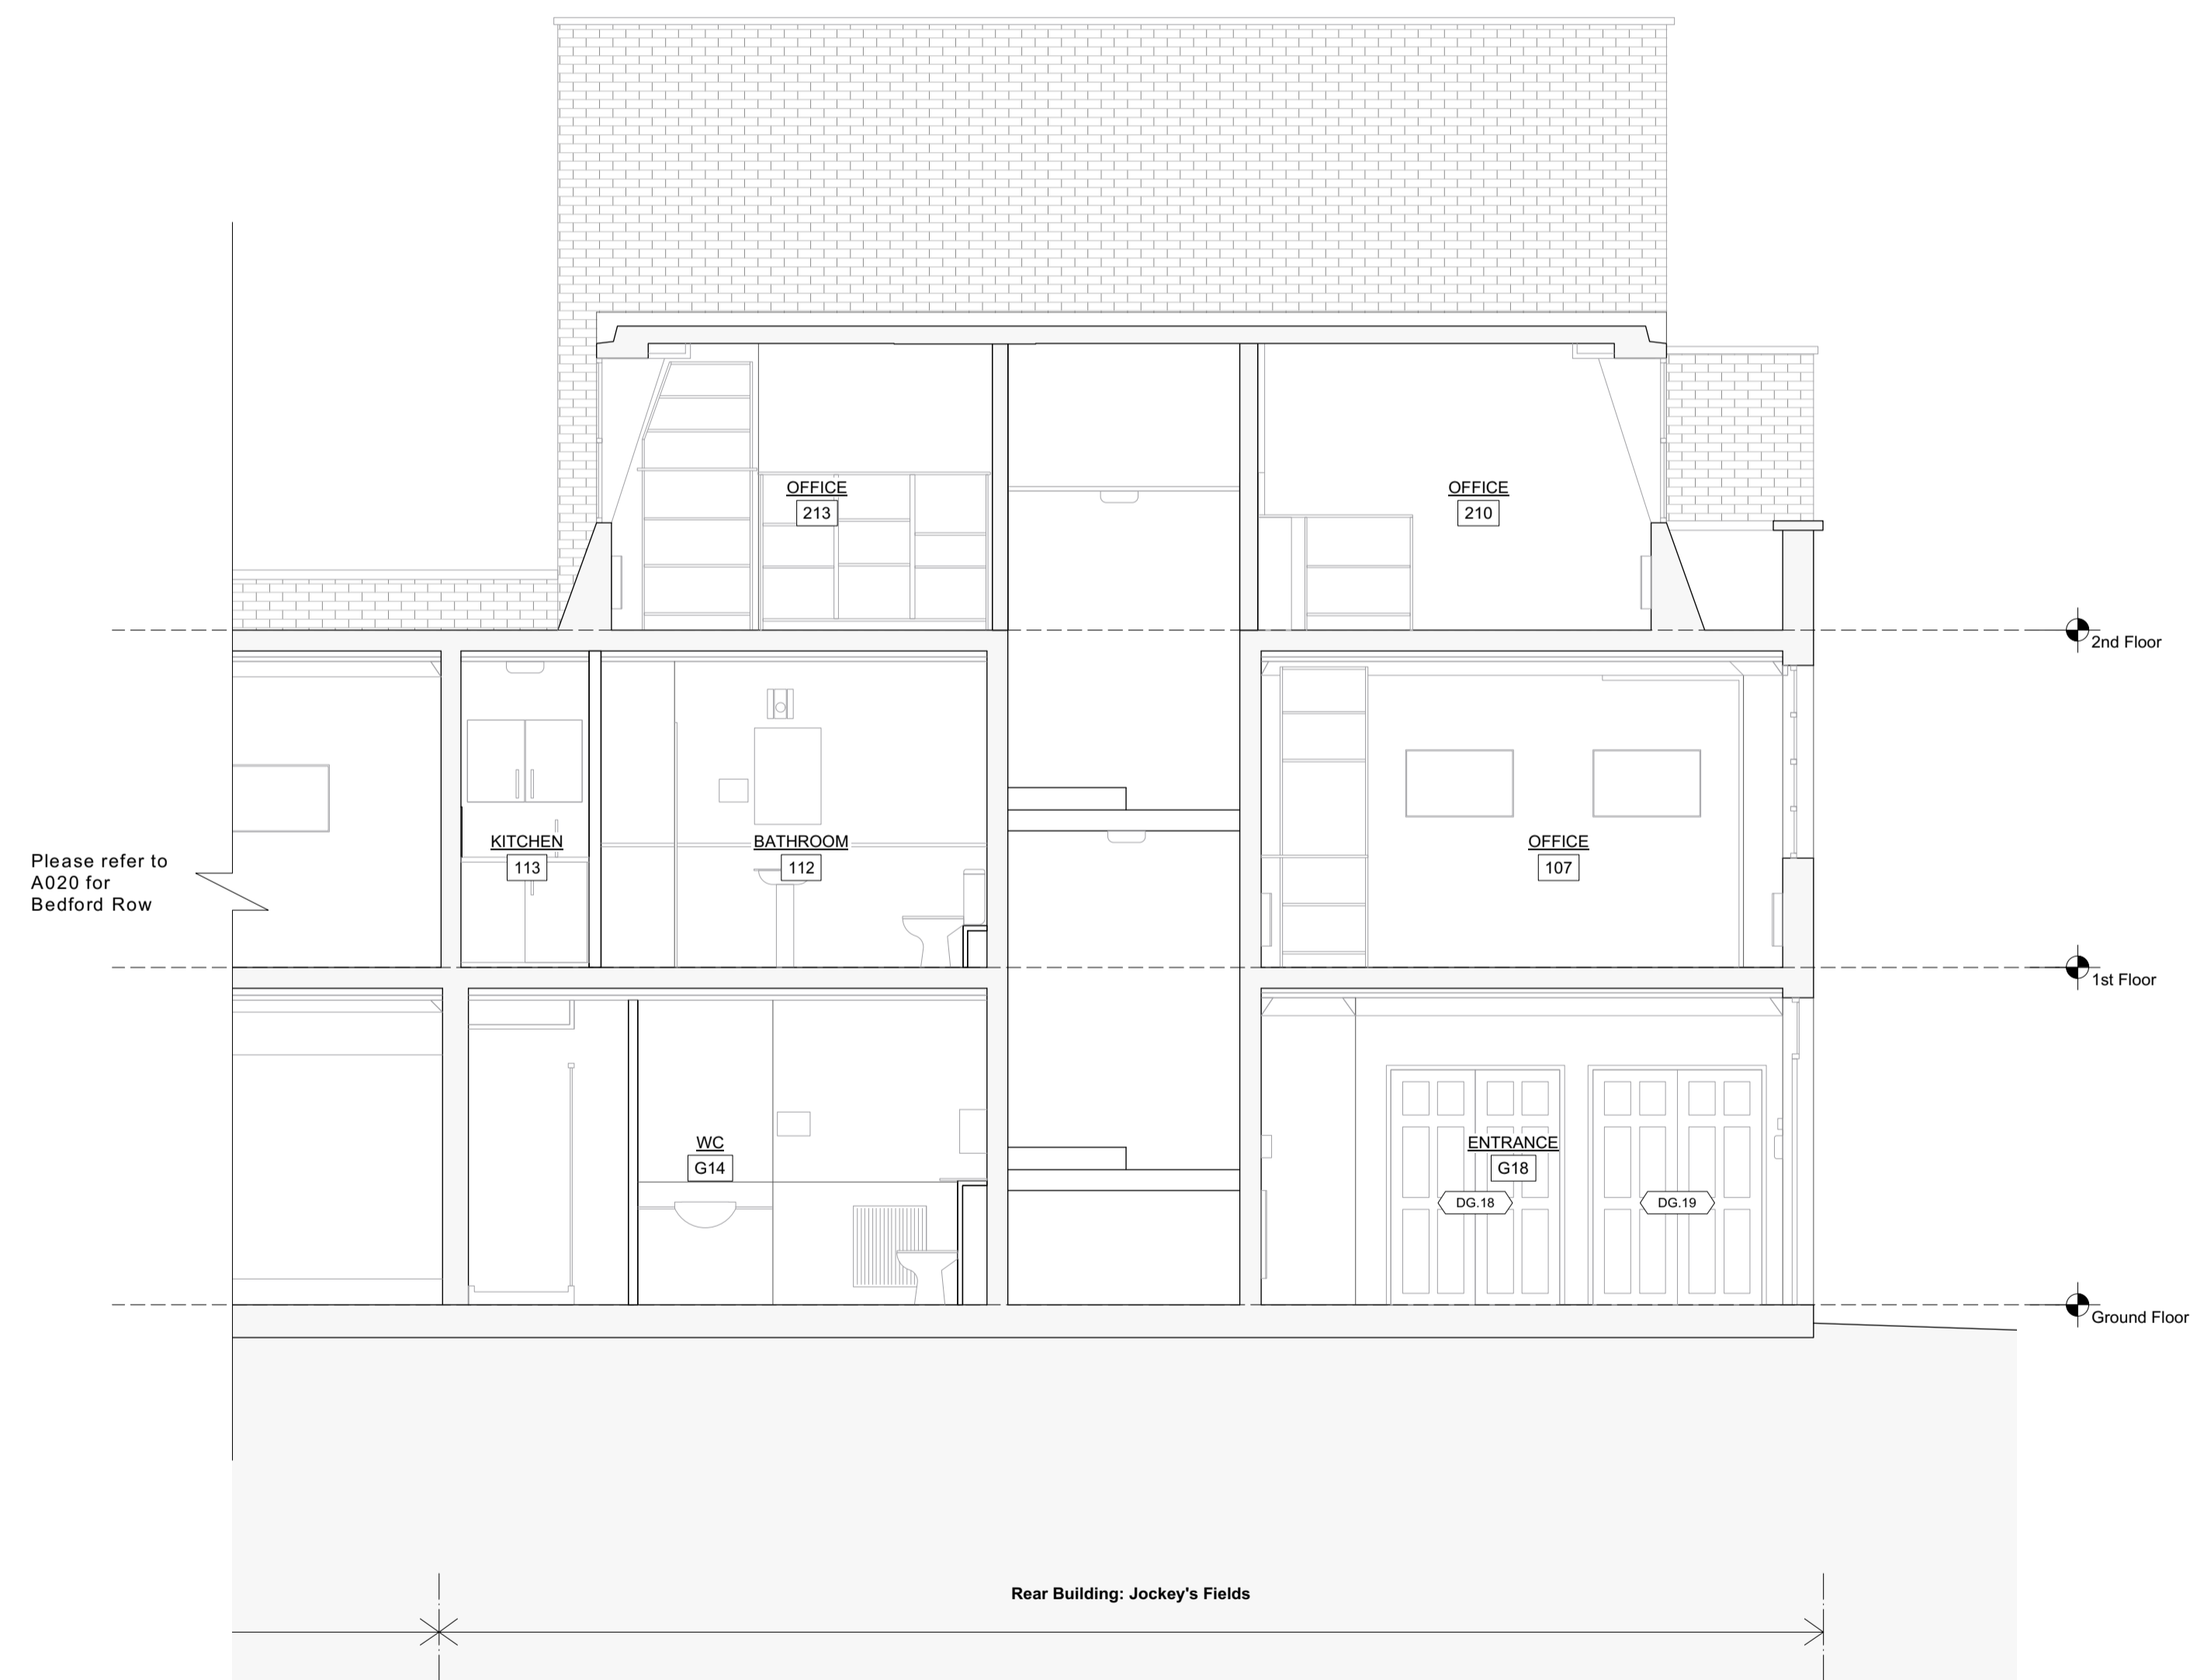 OFFICE
213
OFFICE
210
2nd Floor
KITCHEN
113
BATHROOM
112
OFFICE
107
Please refer to
A020 for
Bedford Row
1st Floor
WC
G14
ENTRANCE
G18
DG.18
DG.19
Ground Floor
Rear Building: Jockey's Fields